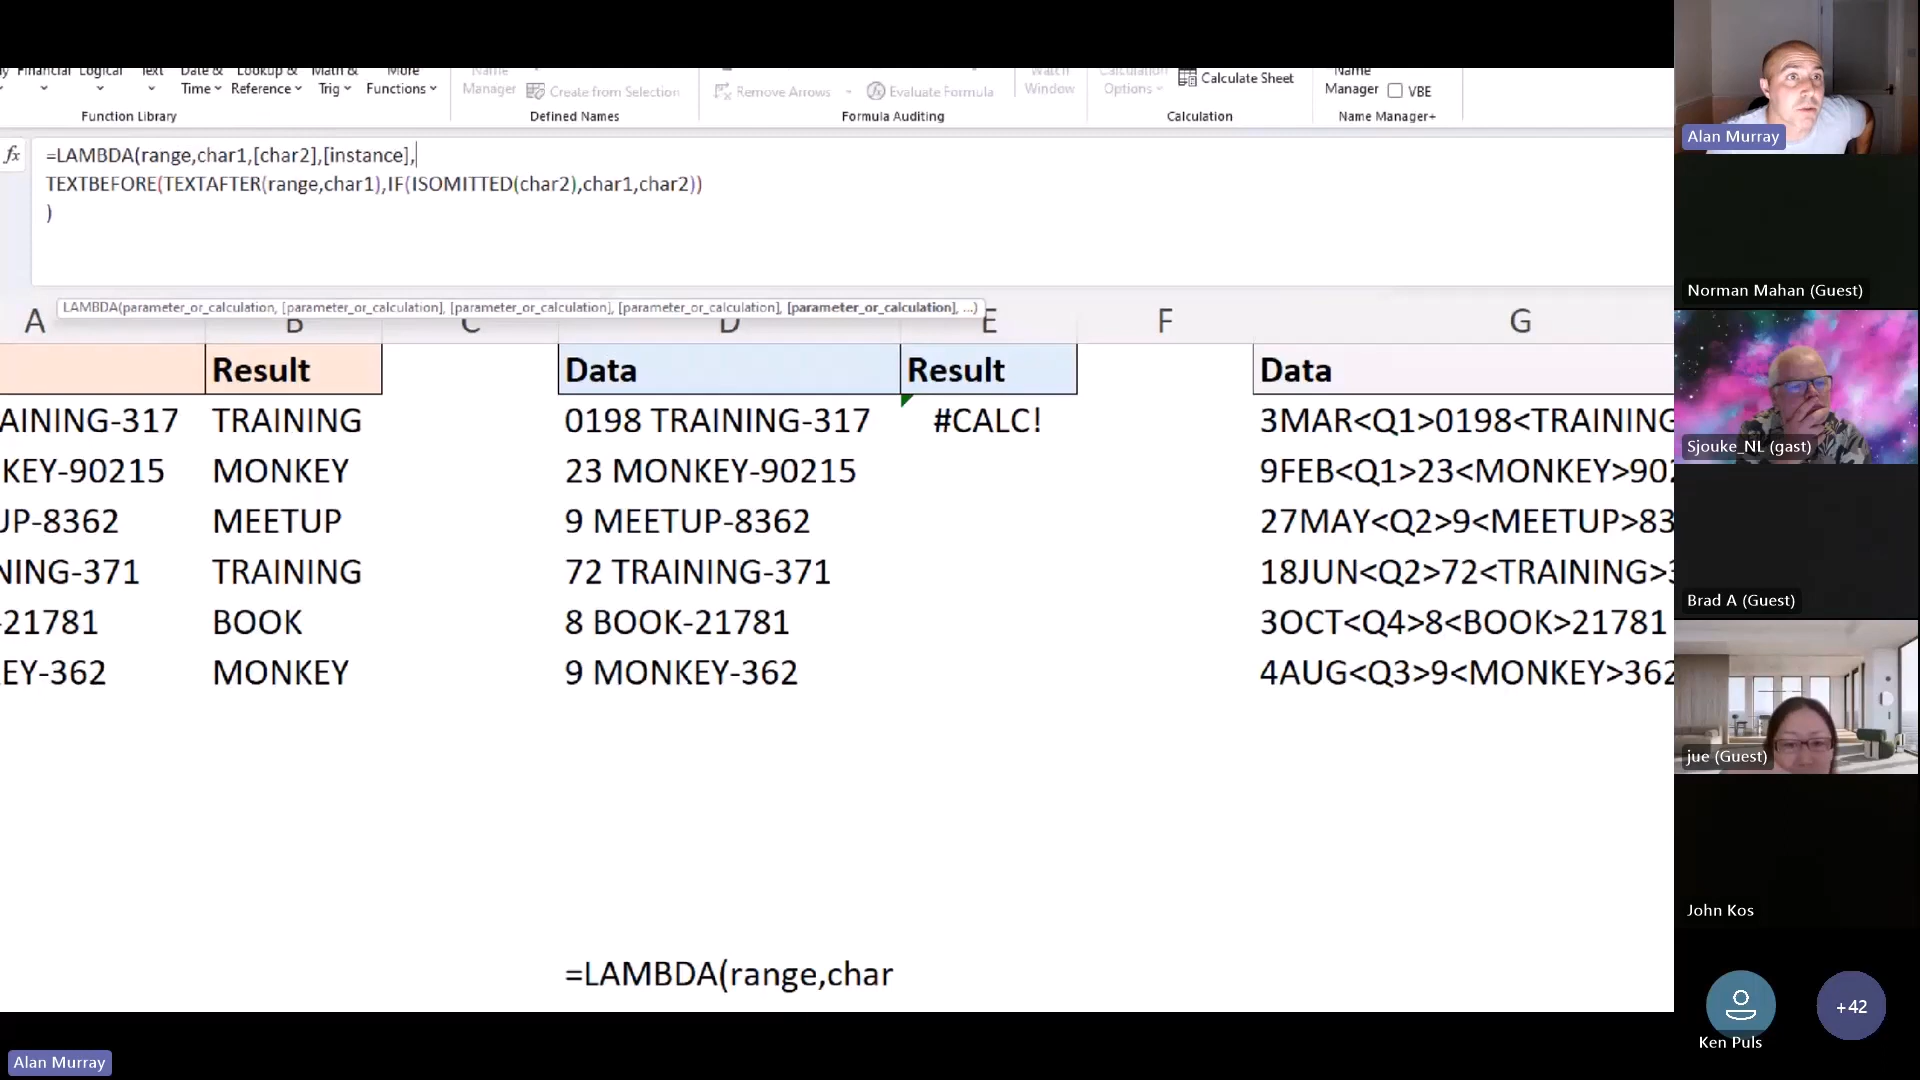 Financial Logical Text Date & Lookup & Math & More Name Watch Calculation Calculate Sheet Name
Time Reference Trig Functions Manager Create from Selection Remove Arrows Evaluate Formula Window Options Manager VBE
Function Library Defined Names Formula Auditing Calculation Name Manager+
fx =LAMBDA(range,char1,[char2],[instance],
TEXTBEFORE(TEXTAFTER(range,char1),IF(ISOMITTED(char2),char1,char2))
)
LAMBDA(parameter_or_calculation, [parameter_or_calculation], [parameter_or_calculation], [parameter_or_calculation], [parameter_or_calculation], ...)
A B C D E F G
Result Data Result Data
AINING-317 TRAINING 0198 TRAINING-317 #CALC! 3MAR<Q1>0198<TRAINING
KEY-90215 MONKEY 23 MONKEY-90215 9FEB<Q1>23<MONKEY>902
UP-8362 MEETUP 9 MEETUP-8362 27MAY<Q2>9<MEETUP>83
NING-371 TRAINING 72 TRAINING-371 18JUN<Q2>72<TRAINING>3
-21781 BOOK 8 BOOK-21781 3OCT<Q4>8<BOOK>21781
EY-362 MONKEY 9 MONKEY-362 4AUG<Q3>9<MONKEY>362
=LAMBDA(range,char
Alan Murray
Norman Mahan (Guest)
Sjouke_NL (gast)
Brad A (Guest)
jue (Guest)
John Kos
+42
Ken Puls
Alan Murray